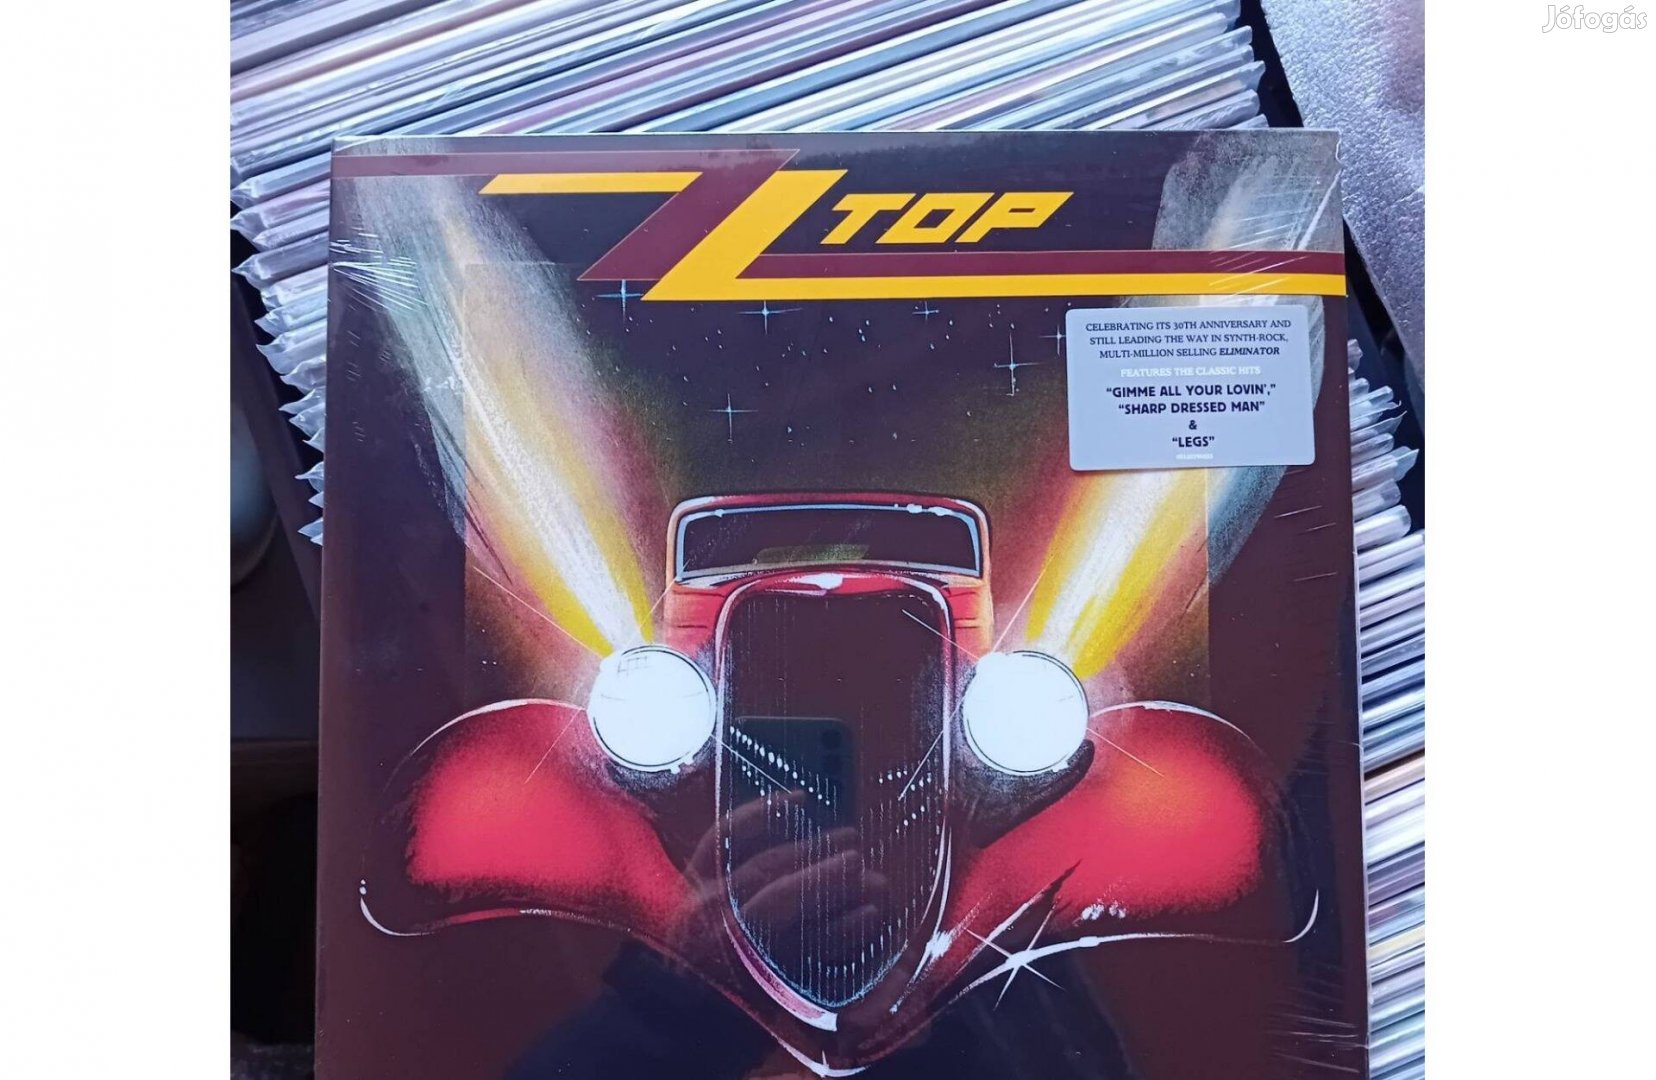 Jófogás
ZZ TOP
CELEBRATING ITS 30TH ANNIVERSARY AND
STILL LEADING THE WAY IN SYNTH-ROCK,
MULTI-MILLION SELLING ELIMINATOR
FEATURES THE CLASSIC HITS
“GIMME ALL YOUR LOVIN’,”
“SHARP DRESSED MAN”
&
“LEGS”